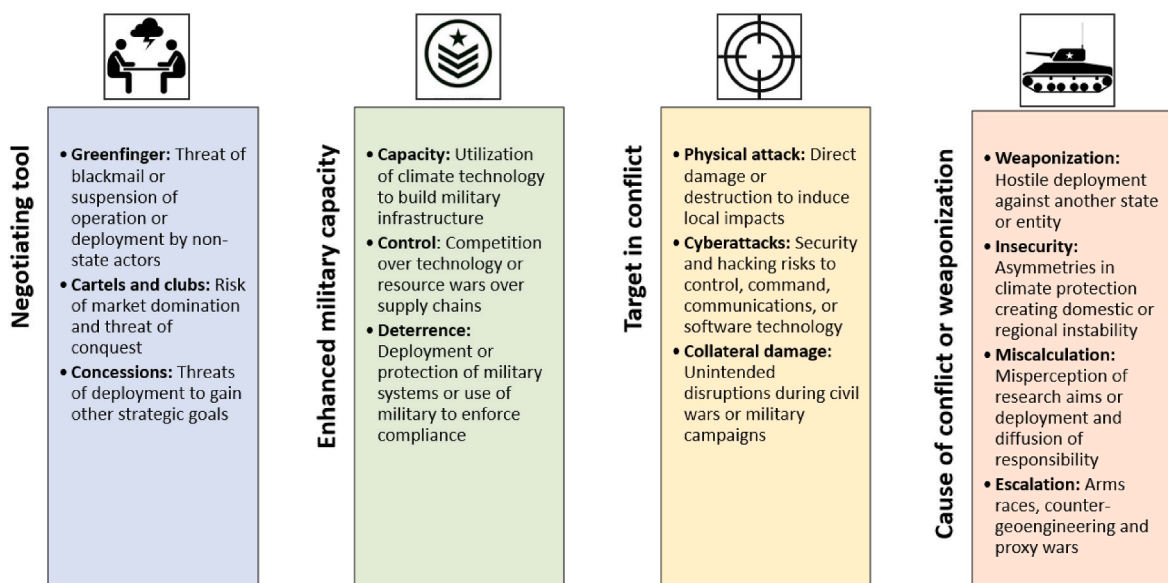 Negotiating tool
• Greenfinger: Threat of
blackmail or
suspension of
operation or
deployment by non-
state actors
• Cartels and clubs: Risk
of market domination
and threat of
conquest
• Concessions: Threats
of deployment to gain
other strategic goals
Enhanced military capacity
• Capacity: Utilization
of climate technology
to build military
infrastructure
• Control: Competition
over technology or
resource wars over
supply chains
• Deterrence:
Deployment or
protection of military
systems or use of
military to enforce
compliance
Target in conflict
• Physical attack: Direct
damage or
destruction to induce
local impacts
• Cyberattacks: Security
and hacking risks to
control, command,
communications, or
software technology
• Collateral damage:
Unintended
disruptions during civil
wars or military
campaigns
Cause of conflict or weaponization
• Weaponization:
Hostile deployment
against another state
or entity
• Insecurity:
Asymmetries in
climate protection
creating domestic or
regional instability
• Miscalculation:
Misperception of
research aims or
deployment and
diffusion of
responsibility
• Escalation: Arms
races, counter-
geoengineering and
proxy wars